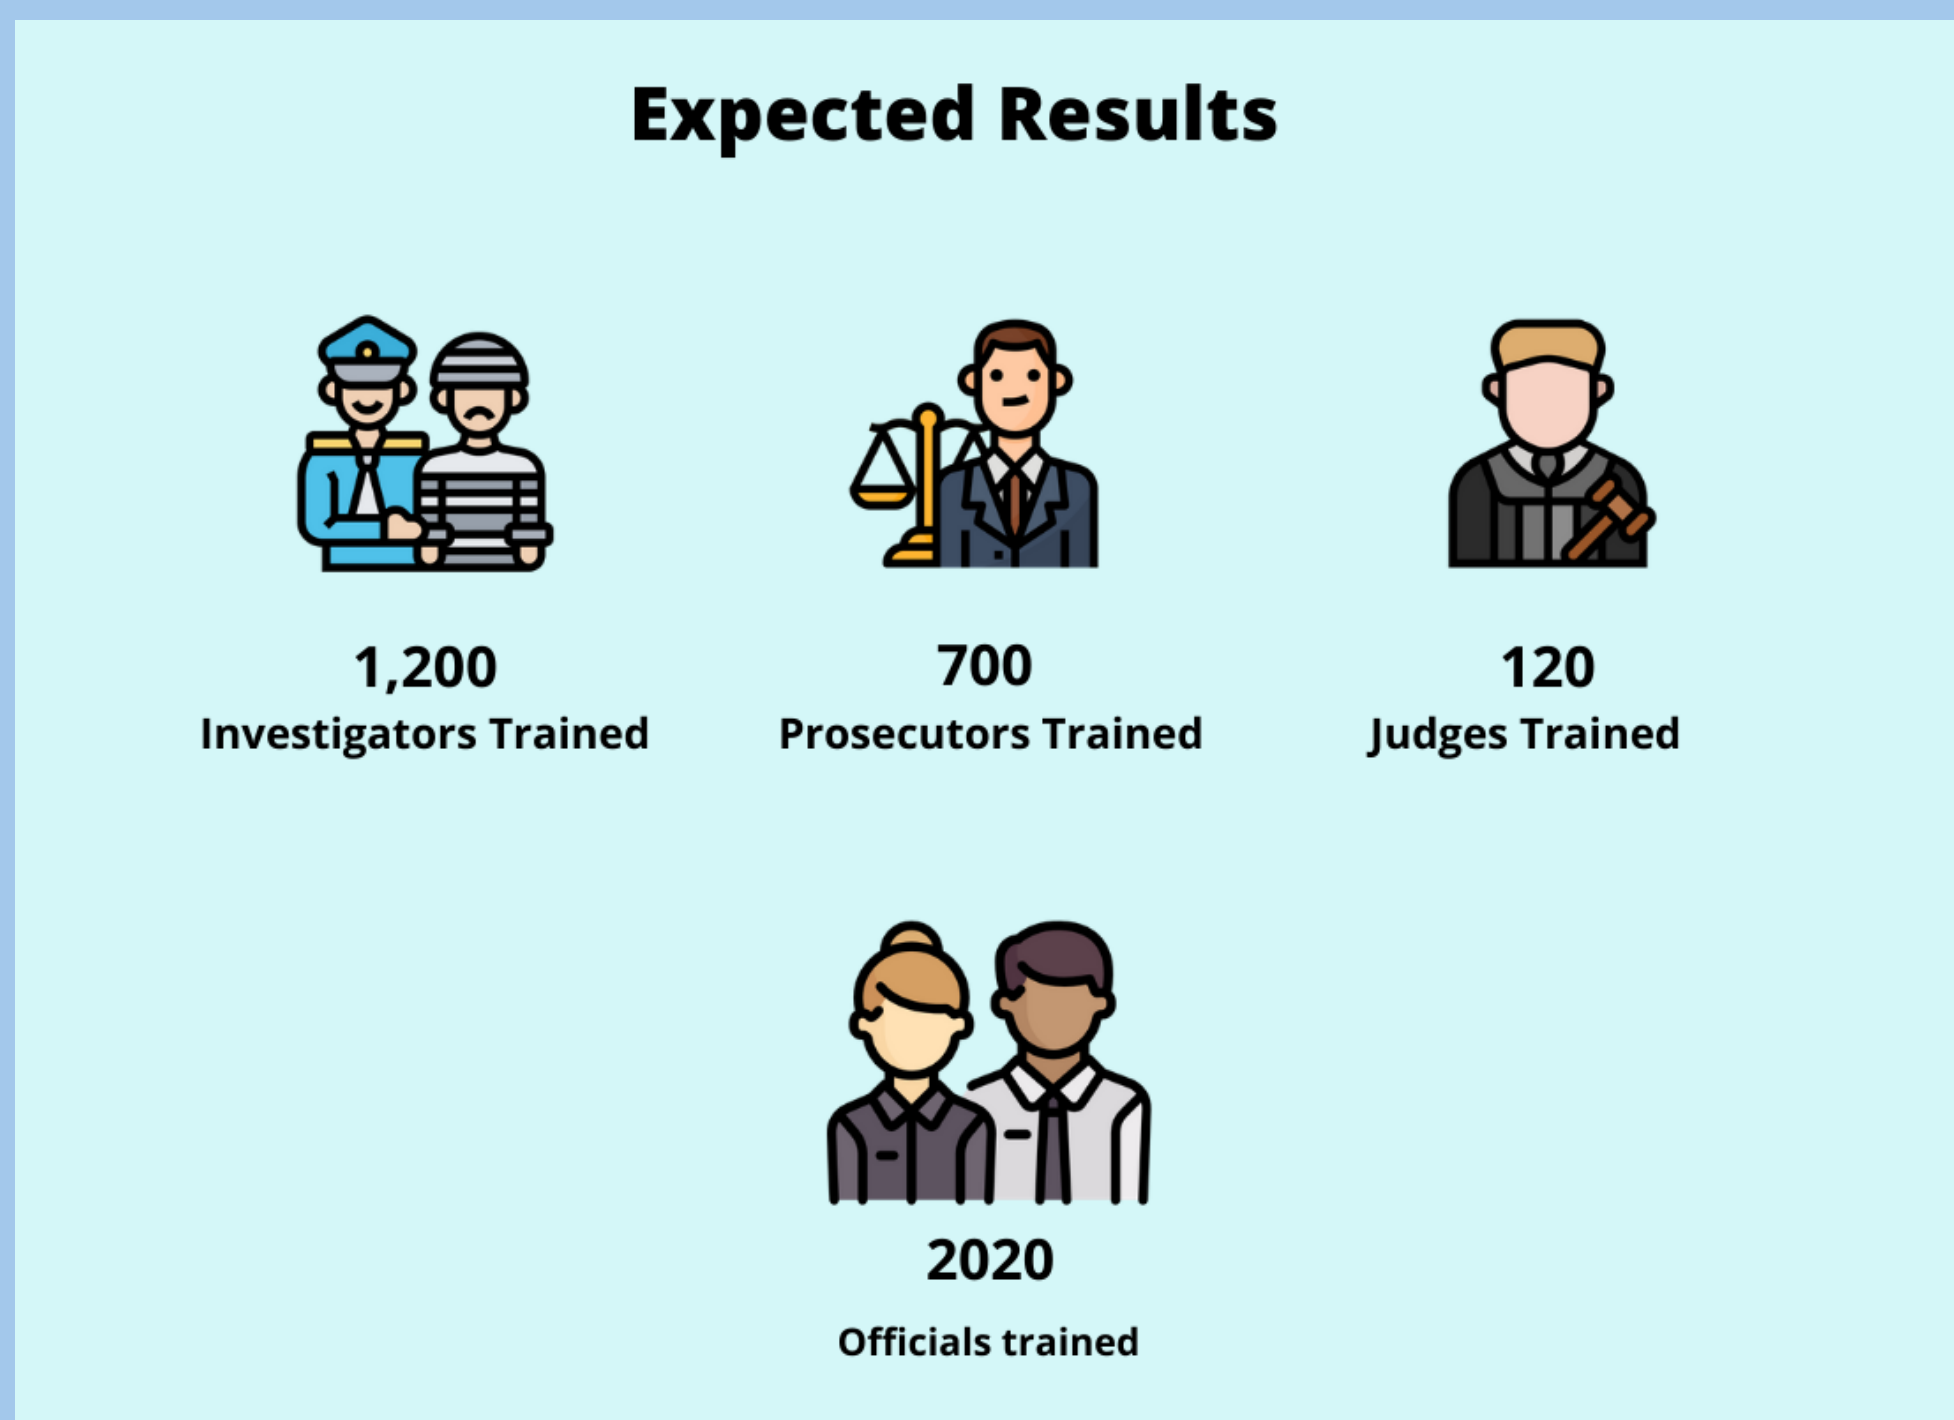 Expected Results
1,200
Investigators Trained
700
Prosecutors Trained
120
Judges Trained
2020
Officials trained